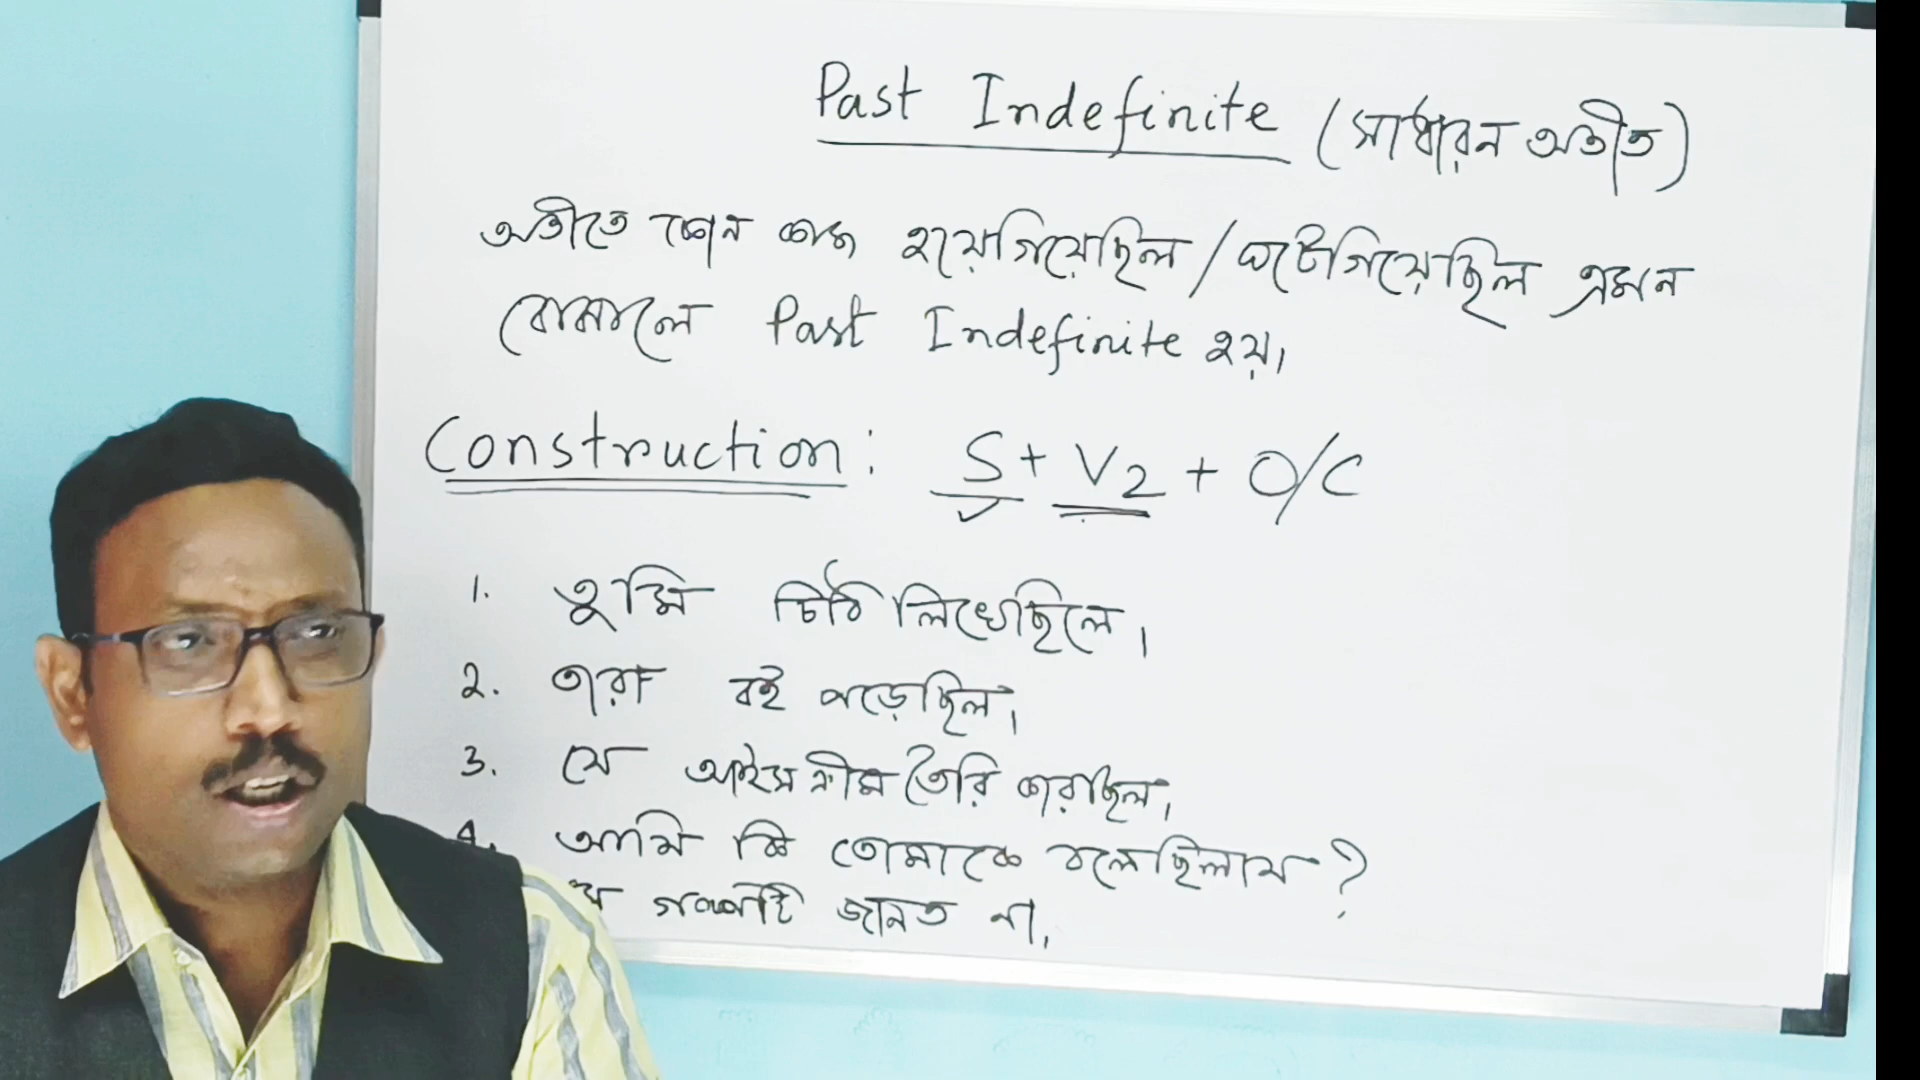 Past Indefinite (সাধারন অতীত)
অতীতে কোন কাজ হয়েগিয়েছিল/ঘটেগিয়েছিল এমন
বোঝালে Past Indefinite হয়।
Construction: S + V2 + O/C
1. তুমি চিঠি লিখেছিলে।
2. তারা বই পড়েছিল।
3. সে আইসক্রীম তৈরি করেছিল।
4. আমি কি তোমাকে বলেছিলাম?
গল্পটি জানত না।